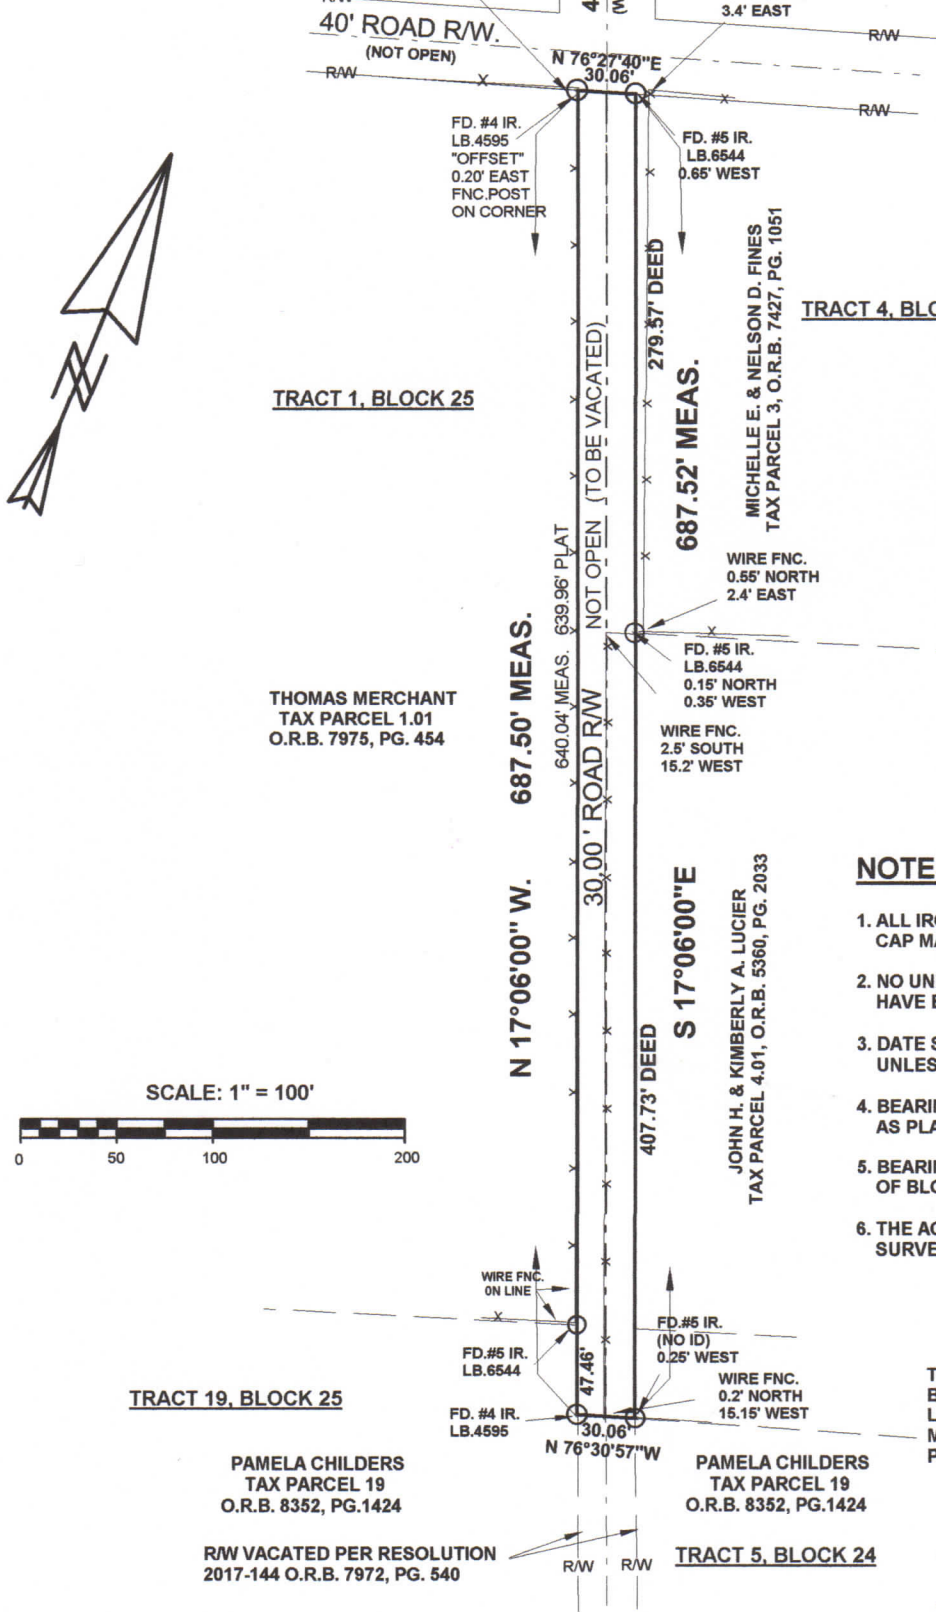 3.4' EAST
40' ROAD R/W.
(NOT OPEN)
R/W
R/W
R/W
N 76°27'40"E
30.06'
FD. #4 IR.
LB.4595
"OFFSET"
0.20' EAST
FNC.POST
ON CORNER
FD. #5 IR.
LB.6544
0.65' WEST
279.57' DEED
687.52' MEAS.
MICHELLE E. & NELSON D. FINES
TAX PARCEL 3, O.R.B. 7427, PG. 1051
TRACT 4, BLO
TRACT 1, BLOCK 25
NOT OPEN (TO BE VACATED)
640.04' MEAS. 639.96' PLAT
687.50' MEAS.
30.00 ' ROAD R/W
WIRE FNC.
0.55' NORTH
2.4' EAST
FD. #5 IR.
LB.6544
0.15' NORTH
0.35' WEST
WIRE FNC.
2.5' SOUTH
15.2' WEST
THOMAS MERCHANT
TAX PARCEL 1.01
O.R.B. 7975, PG. 454
N 17°06'00" W.
S 17°06'00"E
407.73' DEED
JOHN H. & KIMBERLY A. LUCIER
TAX PARCEL 4.01, O.R.B. 5360, PG. 2033
NOTE
1. ALL IR
CAP MA
2. NO UN
HAVE
3. DATE S
UNLES
4. BEARI
AS PLA
5. BEARI
OF BLO
6. THE A
SURVE
SCALE: 1" = 100'
0 50 100 200
WIRE FNC.
ON LINE
FD.#5 IR.
LB.6544
47.46'
FD.#5 IR.
(NO ID)
0.25' WEST
WIRE FNC.
0.2' NORTH
15.15' WEST
FD. #4 IR.
LB.4595
30.06'
N 76°30'57"W
TRACT 19, BLOCK 25
PAMELA CHILDERS
TAX PARCEL 19
O.R.B. 8352, PG.1424
PAMELA CHILDERS
TAX PARCEL 19
O.R.B. 8352, PG.1424
R/W VACATED PER RESOLUTION
2017-144 O.R.B. 7972, PG. 540
R/W R/W
TRACT 5, BLOCK 24